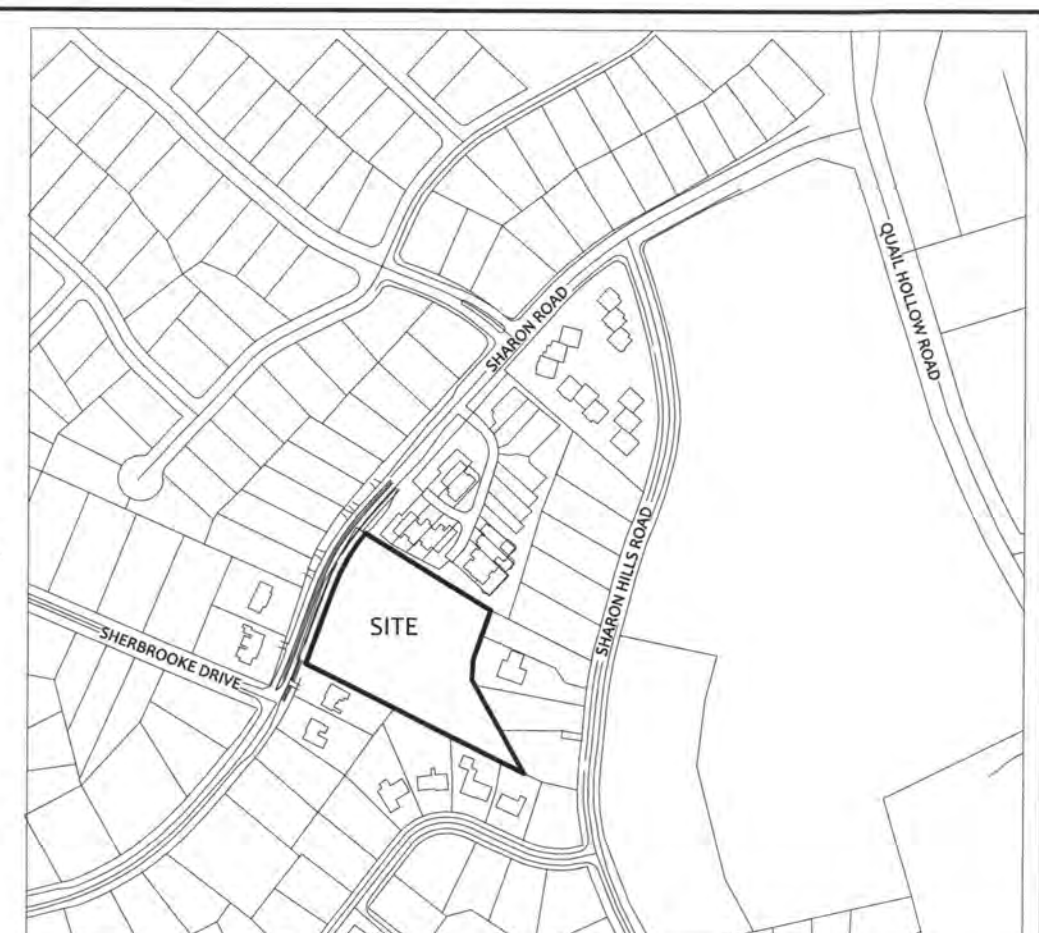 QUAIL HOLLOW ROAD
SHARON ROAD
SHARON HILLS ROAD
SITE
SHERBROOKE DRIVE